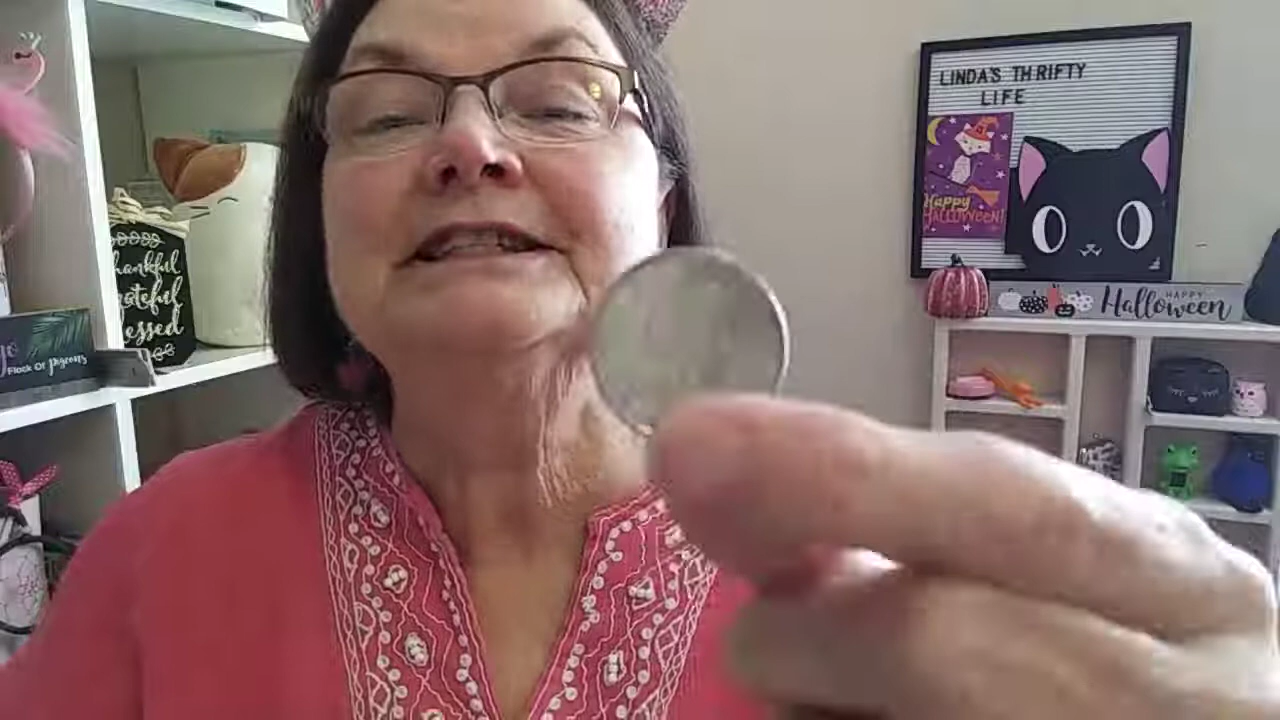 LINDA'S THRIFTY
LIFE
Happy
HALLOWEEN!
HAPPY
Halloween
thankful
grateful
blessed
Flock Of Pigeons